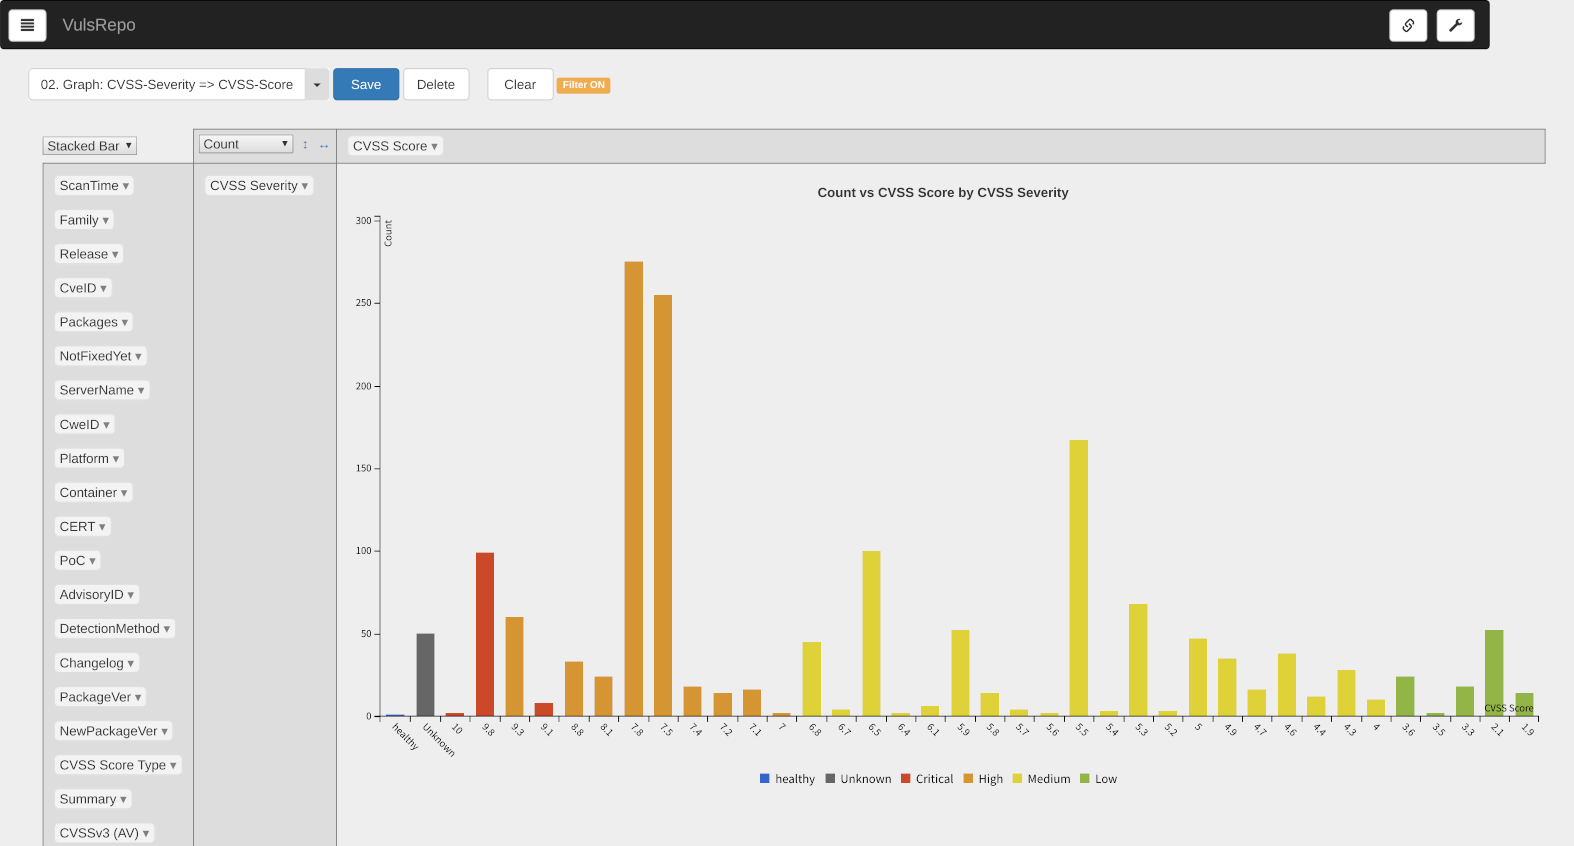 VulsRepo
02. Graph: CVSS-Severity => CVSS-Score
Save
Delete
Clear
Filter ON
Stacked Bar ▾
Count ▾
↕ ↔
CVSS Score ▾
ScanTime ▾
Family ▾
Release ▾
CveID ▾
Packages ▾
NotFixedYet ▾
ServerName ▾
CweID ▾
Platform ▾
Container ▾
CERT ▾
PoC ▾
AdvisoryID ▾
DetectionMethod ▾
Changelog ▾
PackageVer ▾
NewPackageVer ▾
CVSS Score Type ▾
Summary ▾
CVSSv3 (AV) ▾
CVSS Severity ▾
Count vs CVSS Score by CVSS Severity
Count
300
250
200
150
100
50
0
healthy
Unknown
10
9.8
9.3
9.1
8.8
8.1
7.8
7.5
7.4
7.2
7.1
7
6.8
6.7
6.5
6.4
6.1
5.9
5.8
5.7
5.6
5.5
5.4
5.3
5.2
5
4.9
4.7
4.6
4.4
4.3
4
3.6
3.5
3.3
2.1
1.9
CVSS Score
healthy Unknown Critical High Medium Low